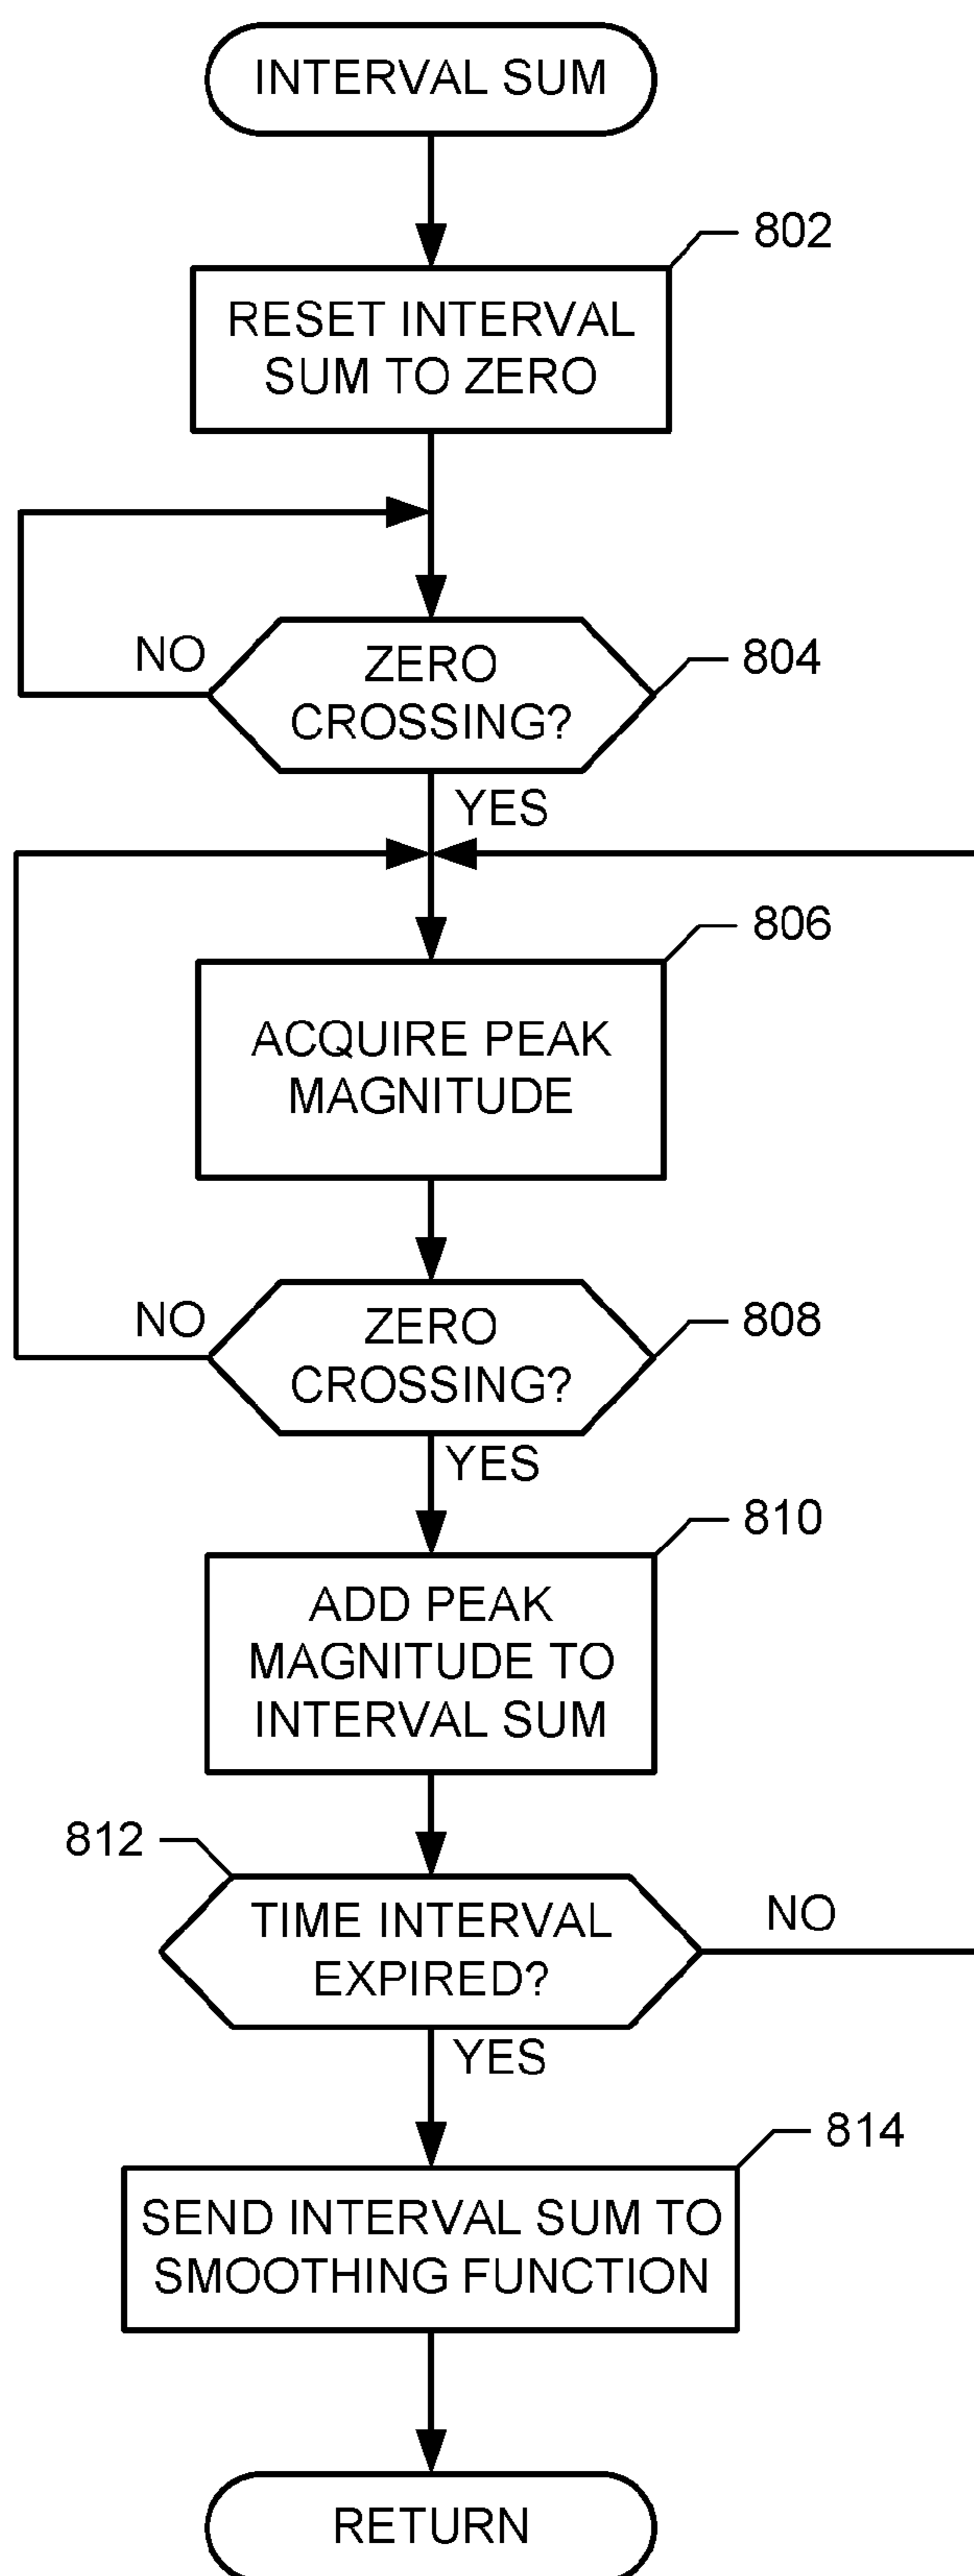 INTERVAL SUM
802
RESET INTERVAL
SUM TO ZERO
NO
ZERO
CROSSING?
804
YES
806
ACQUIRE PEAK
MAGNITUDE
NO
ZERO
CROSSING?
808
YES
810
ADD PEAK
MAGNITUDE TO
INTERVAL SUM
812
TIME INTERVAL
EXPIRED?
NO
YES
814
SEND INTERVAL SUM TO
SMOOTHING FUNCTION
RETURN